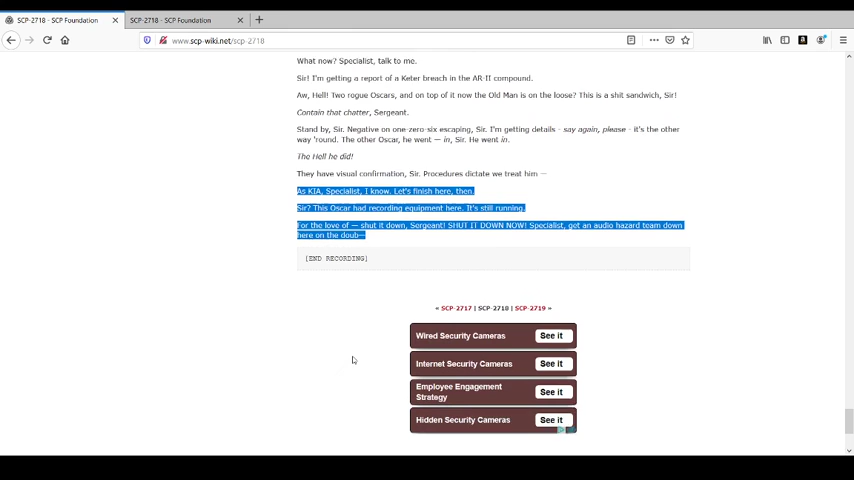 SCP-2718 - SCP Foundation
SCP-2718 - SCP Foundation
www.scp-wiki.net/scp-2718
What now? Specialist, talk to me.
Sir! I'm getting a report of a Keter breach in the AR-II compound.
Aw, Hell! Two rogue Oscars, and on top of it now the Old Man is on the loose? This is a shit sandwich, Sir!
Contain that chatter, Sergeant.
Stand by, Sir. Negative on one-zero-six escaping, Sir. I'm getting details - say again, please - it's the other
way 'round. The other Oscar, he went — in, Sir. He went in.
The Hell he did!
They have visual confirmation, Sir. Procedures dictate we treat him —
As KIA, Specialist, I know. Let's finish here, then.
Sir? This Oscar had recording equipment here. It's still running.
For the love of — shut it down, Sergeant! SHUT IT DOWN NOW! Specialist, get an audio hazard team down
here on the doub—
[END RECORDING]
« SCP-2717 | SCP-2718 | SCP-2719 »
Wired Security Cameras See it
Internet Security Cameras See it
Employee Engagement
Strategy See it
Hidden Security Cameras See it